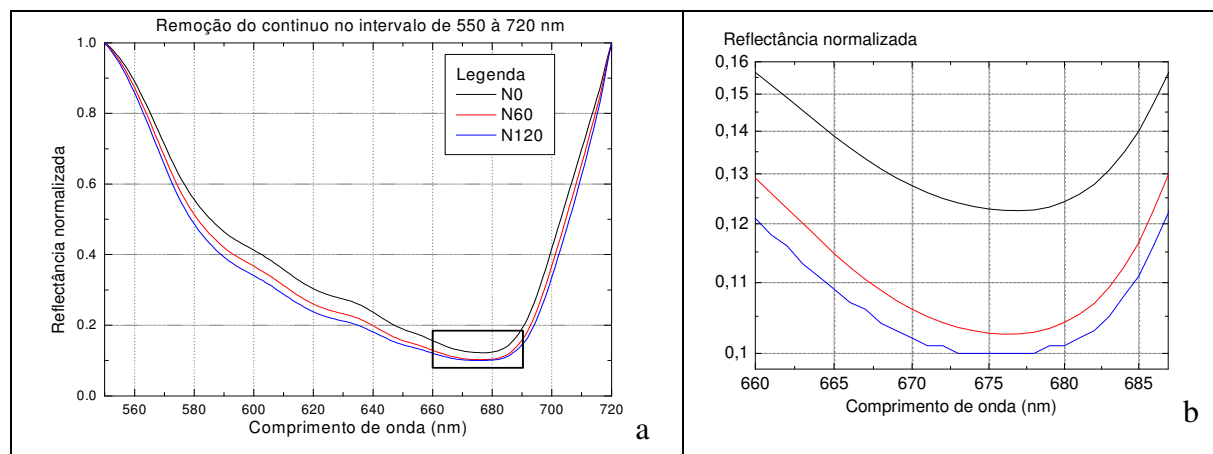 Remoção do continuo no intervalo de 550 à 720 nm
1.0
0.8
0.6
0.4
0.2
0.0
Reflectância normalizada
Legenda
N0
N60
N120
560 580 600 620 640 660 680 700 720
Comprimento de onda (nm)
a
Reflectância normalizada
0,16
0,15
0,14
0,13
0,12
0,11
0,1
660 665 670 675 680 685
Comprimento de onda (nm)
b